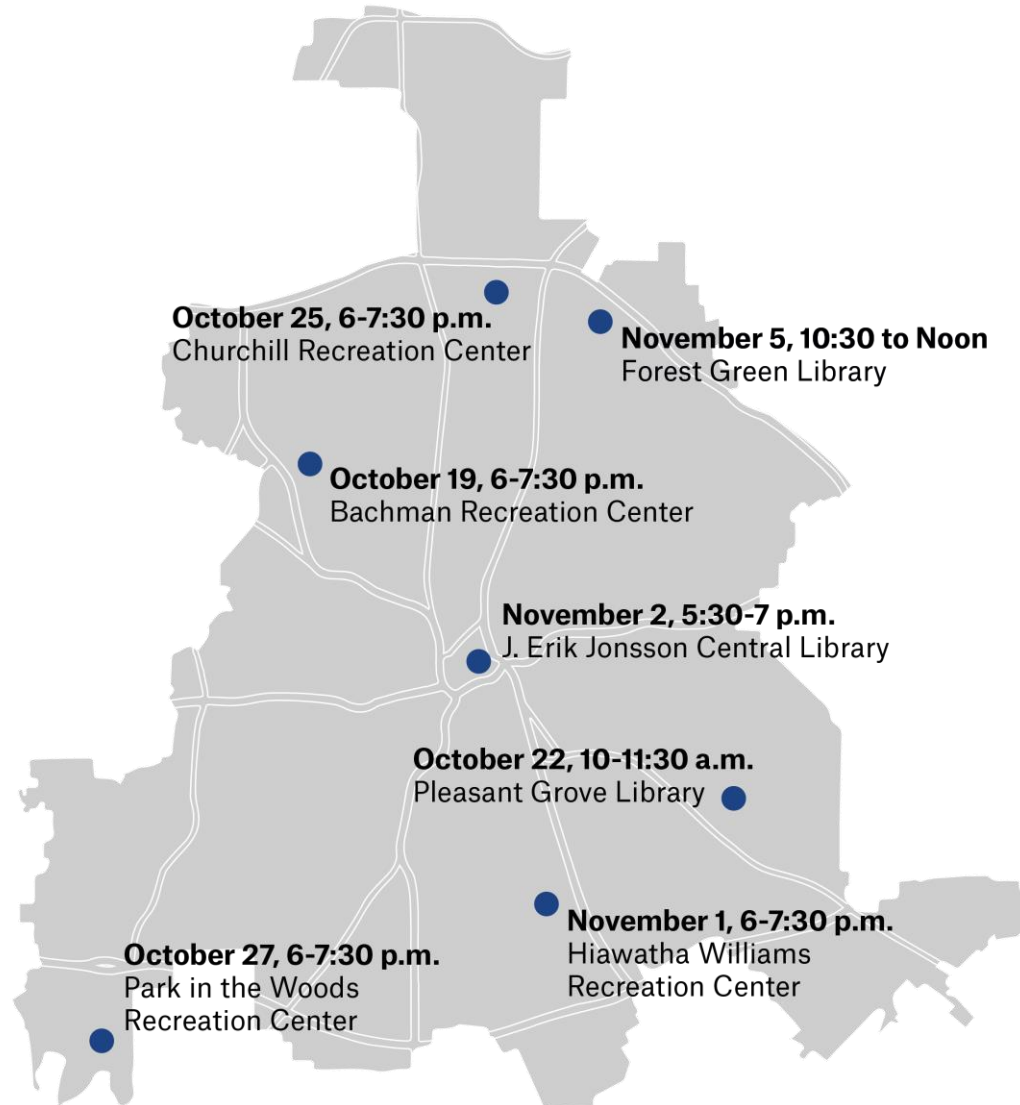 October 25, 6-7:30 p.m.
Churchill Recreation Center
November 5, 10:30 to Noon
Forest Green Library
October 19, 6-7:30 p.m.
Bachman Recreation Center
November 2, 5:30-7 p.m.
J. Erik Jonsson Central Library
October 22, 10-11:30 a.m.
Pleasant Grove Library
November 1, 6-7:30 p.m.
Hiawatha Williams
Recreation Center
October 27, 6-7:30 p.m.
Park in the Woods
Recreation Center